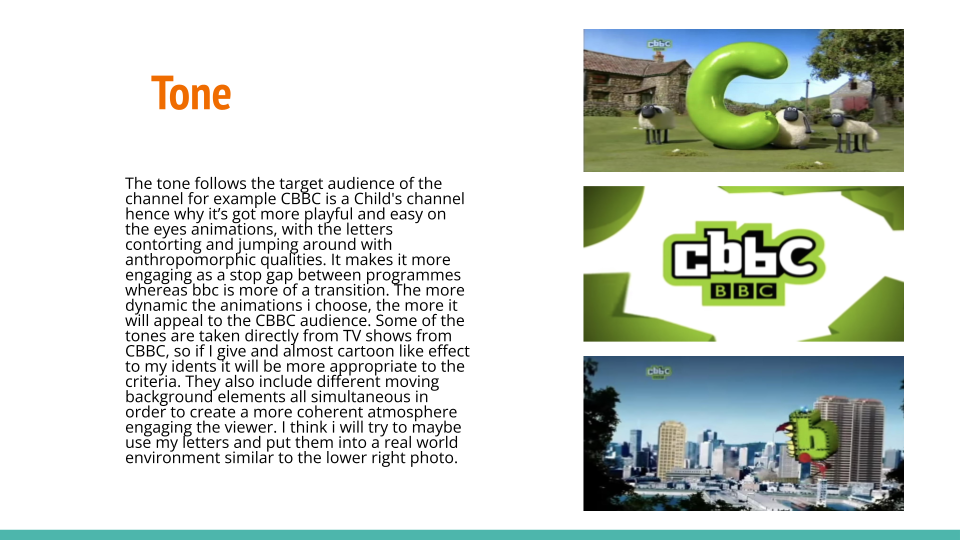 Tone
The tone follows the target audience of the
channel for example CBBC is a Child's channel
hence why it’s got more playful and easy on
the eyes animations, with the letters
contorting and jumping around with
anthropomorphic qualities. It makes it more
engaging as a stop gap between programmes
whereas bbc is more of a transition. The more
dynamic the animations i choose, the more it
will appeal to the CBBC audience. Some of the
tones are taken directly from TV shows from
CBBC, so if I give and almost cartoon like effect
to my idents it will be more appropriate to the
criteria. They also include different moving
background elements all simultaneous in
order to create a more coherent atmosphere
engaging the viewer. I think i will try to maybe
use my letters and put them into a real world
environment similar to the lower right photo.
cbbc
C
cbbc
BBC
cbbc
b